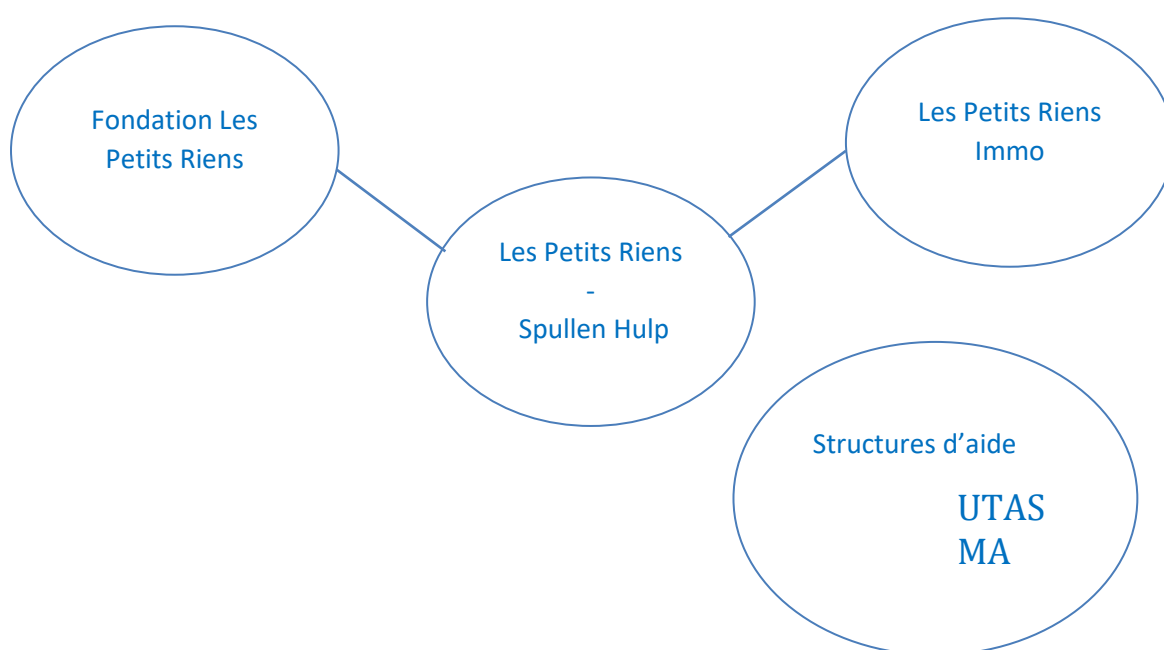 Fondation Les
Petits Riens
Les Petits Riens
Immo
Les Petits Riens
-
Spullen Hulp
Structures d’aide
UTAS
MA